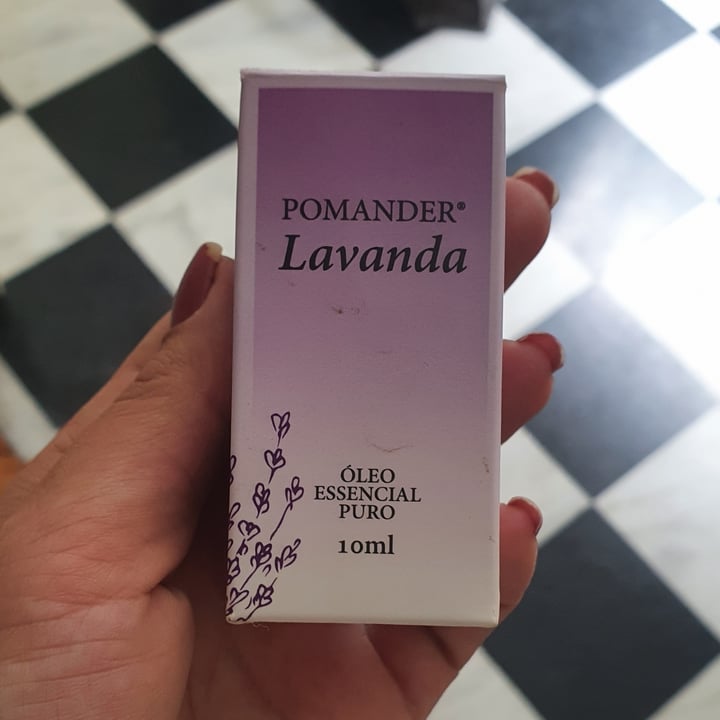 POMANDER®
Lavanda
ÓLEO
ESSENCIAL
PURO
10ml